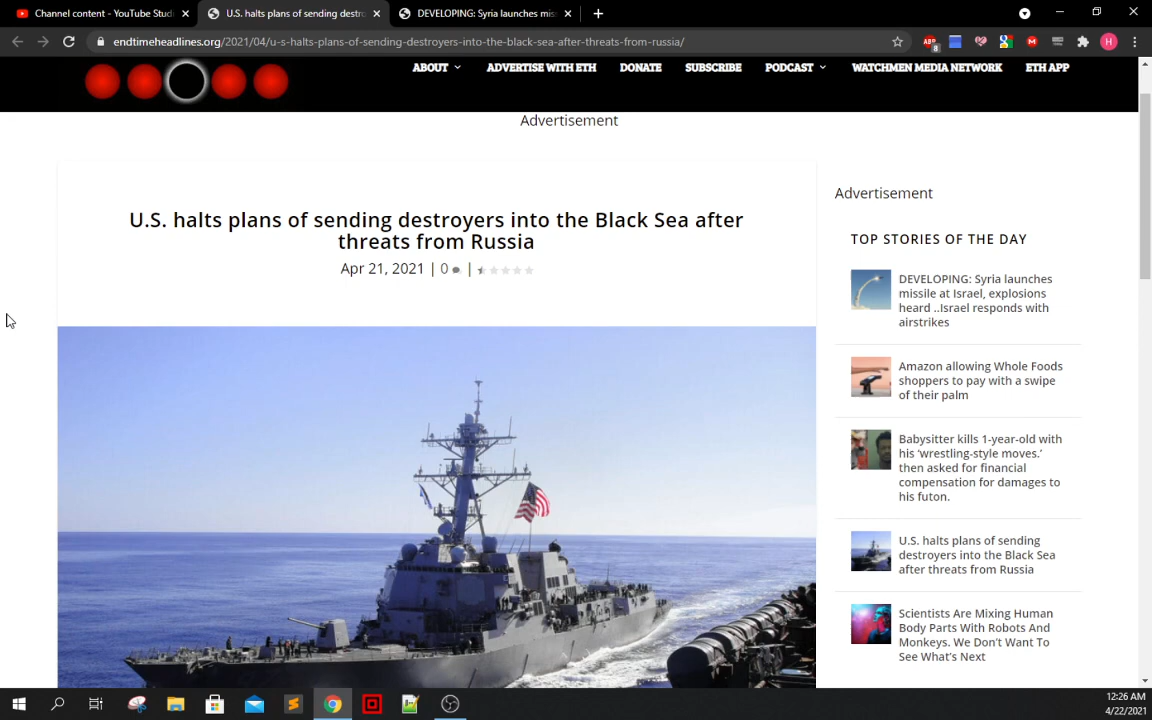 Channel content - YouTube Studi
U.S. halts plans of sending destro
DEVELOPING: Syria launches mis
endtimeheadlines.org/2021/04/u-s-halts-plans-of-sending-destroyers-into-the-black-sea-after-threats-from-russia/
ABOUT
ADVERTISE WITH ETH
DONATE
SUBSCRIBE
PODCAST
WATCHMEN MEDIA NETWORK
ETH APP
Advertisement
U.S. halts plans of sending destroyers into the Black Sea after
threats from Russia
Apr 21, 2021 | 0 |
Advertisement
TOP STORIES OF THE DAY
DEVELOPING: Syria launches
missile at Israel, explosions
heard ..Israel responds with
airstrikes
Amazon allowing Whole Foods
shoppers to pay with a swipe
of their palm
Babysitter kills 1-year-old with
his ‘wrestling-style moves.’
then asked for financial
compensation for damages to
his futon.
U.S. halts plans of sending
destroyers into the Black Sea
after threats from Russia
Scientists Are Mixing Human
Body Parts With Robots And
Monkeys. We Don’t Want To
See What’s Next
12:26 AM
4/22/2021